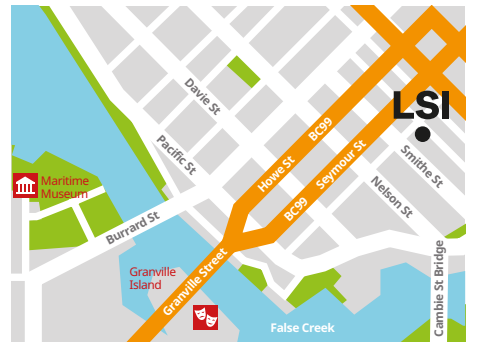 Davie St
LSI
BC99
Howe St
Seymour St
BC99
Pacific St
Smithe St
Nelson St
Maritime
Museum
Burrard St
Granville Street
Granville
Island
Cambie St Bridge
False Creek